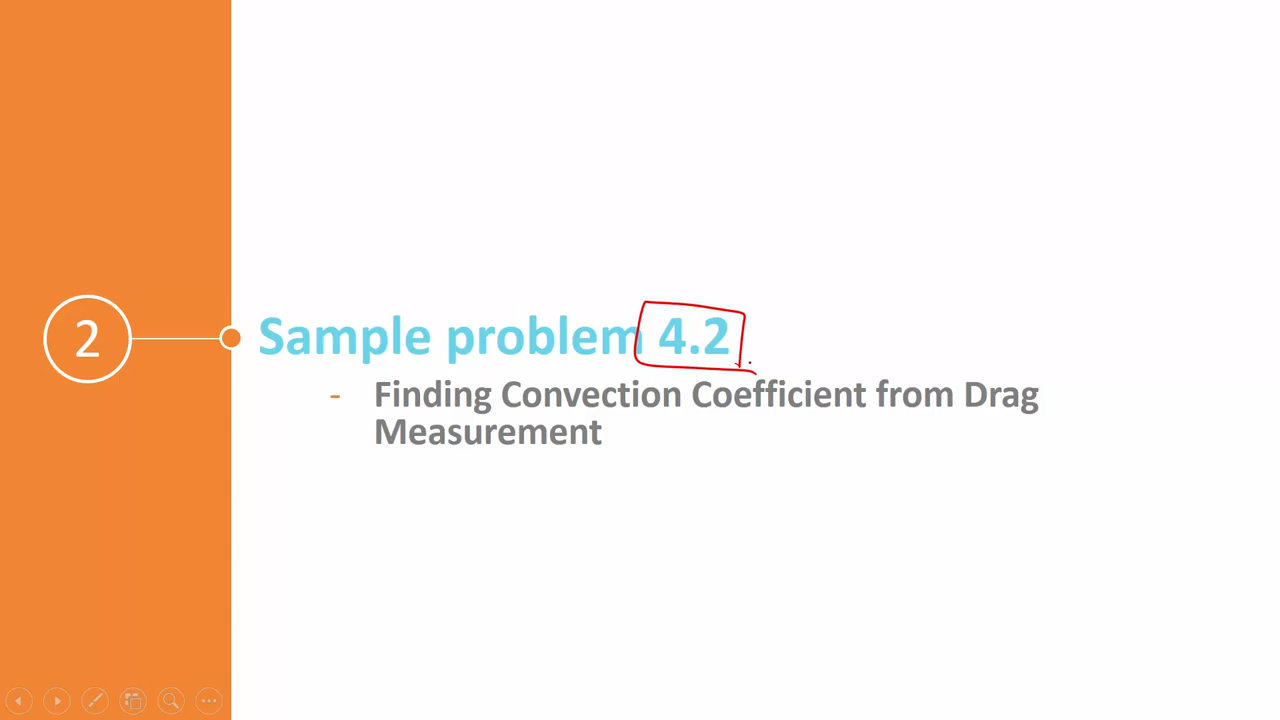 2
Sample problem 4.2
- Finding Convection Coefficient from Drag
Measurement